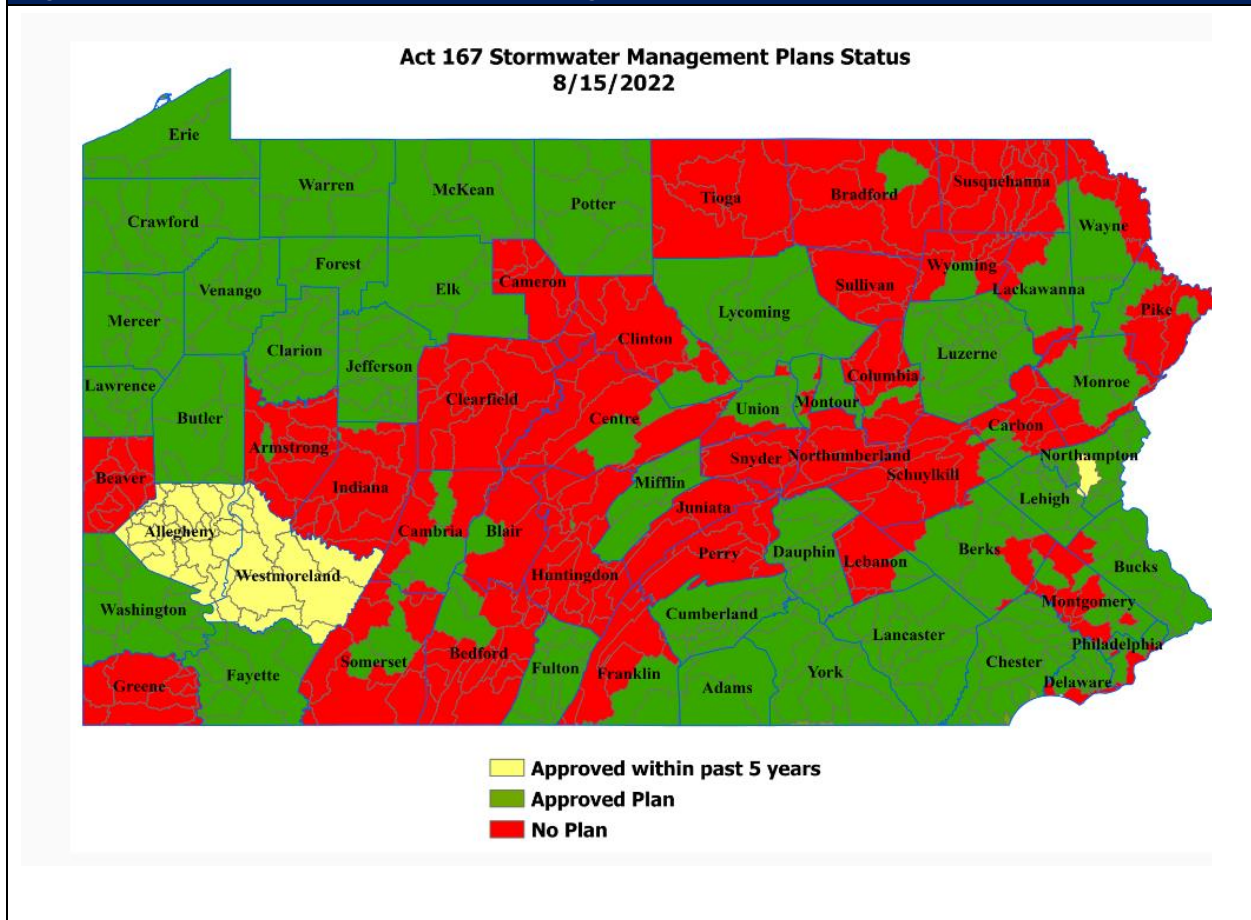 Act 167 Stormwater Management Plans Status
8/15/2022
Erie
Warren
McKean
Potter
Tioga
Bradford
Susquehanna
Crawford
Wayne
Forest
Venango
Elk
Cameron
Sullivan
Wyoming
Lackawanna
Mercer
Lycoming
Pike
Clinton
Clarion
Jefferson
Luzerne
Lawrence
Clearfield
Columbia
Monroe
Butler
Centre
Union
Montour
Armstrong
Carbon
Beaver
Indiana
Snyder
Northumberland
Northampton
Mifflin
Schuylkill
Lehigh
Allegheny
Cambria
Blair
Juniata
Westmoreland
Huntingdon
Perry
Dauphin
Lebanon
Berks
Bucks
Washington
Cumberland
Montgomery
Lancaster
Philadelphia
Greene
Fayette
Somerset
Bedford
Fulton
Franklin
Adams
York
Chester
Delaware
Approved within past 5 years
Approved Plan
No Plan